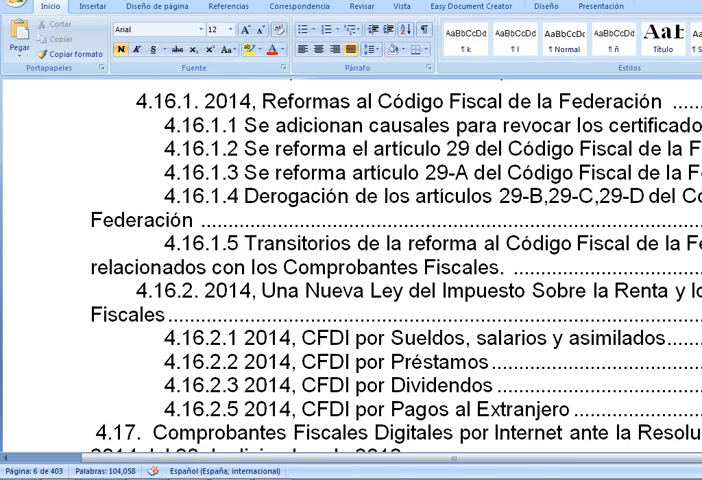 Inicio Insertar Diseño de página Referencias Correspondencia Revisar Vista Easy Document Creator Diseño Presentación
Pegar Cortar Copiar Copiar formato
Arial 12
N K S abc x₂ x² Aa
AaBbCcDd AaBbCcDd AaBbCcDc AaBbCcDd AaB
¶ k ¶ l ¶ Normal ¶ ñ Título
Portapapeles Fuente Párrafo Estilos
4.16.1. 2014, Reformas al Código Fiscal de la Federación ......
4.16.1.1 Se adicionan causales para revocar los certificado
4.16.1.2 Se reforma el artículo 29 del Código Fiscal de la F
4.16.1.3 Se reforma artículo 29-A del Código Fiscal de la Fe
4.16.1.4 Derogación de los artículos 29-B,29-C,29-D del Có
Federación ........................................
4.16.1.5 Transitorios de la reforma al Código Fiscal de la Fe
relacionados con los Comprobantes Fiscales. ........................
4.16.2. 2014, Una Nueva Ley del Impuesto Sobre la Renta y lo
Fiscales........................................
4.16.2.1 2014, CFDI por Sueldos, salarios y asimilados.......
4.16.2.2 2014, CFDI por Préstamos........................
4.16.2.3 2014, CFDI por Dividendos ........................
4.16.2.5 2014, CFDI por Pagos al Extranjero ..................
4.17. Comprobantes Fiscales Digitales por Internet ante la Resolu
Página: 6 de 403 Palabras: 104,058 Español (España, internacional)